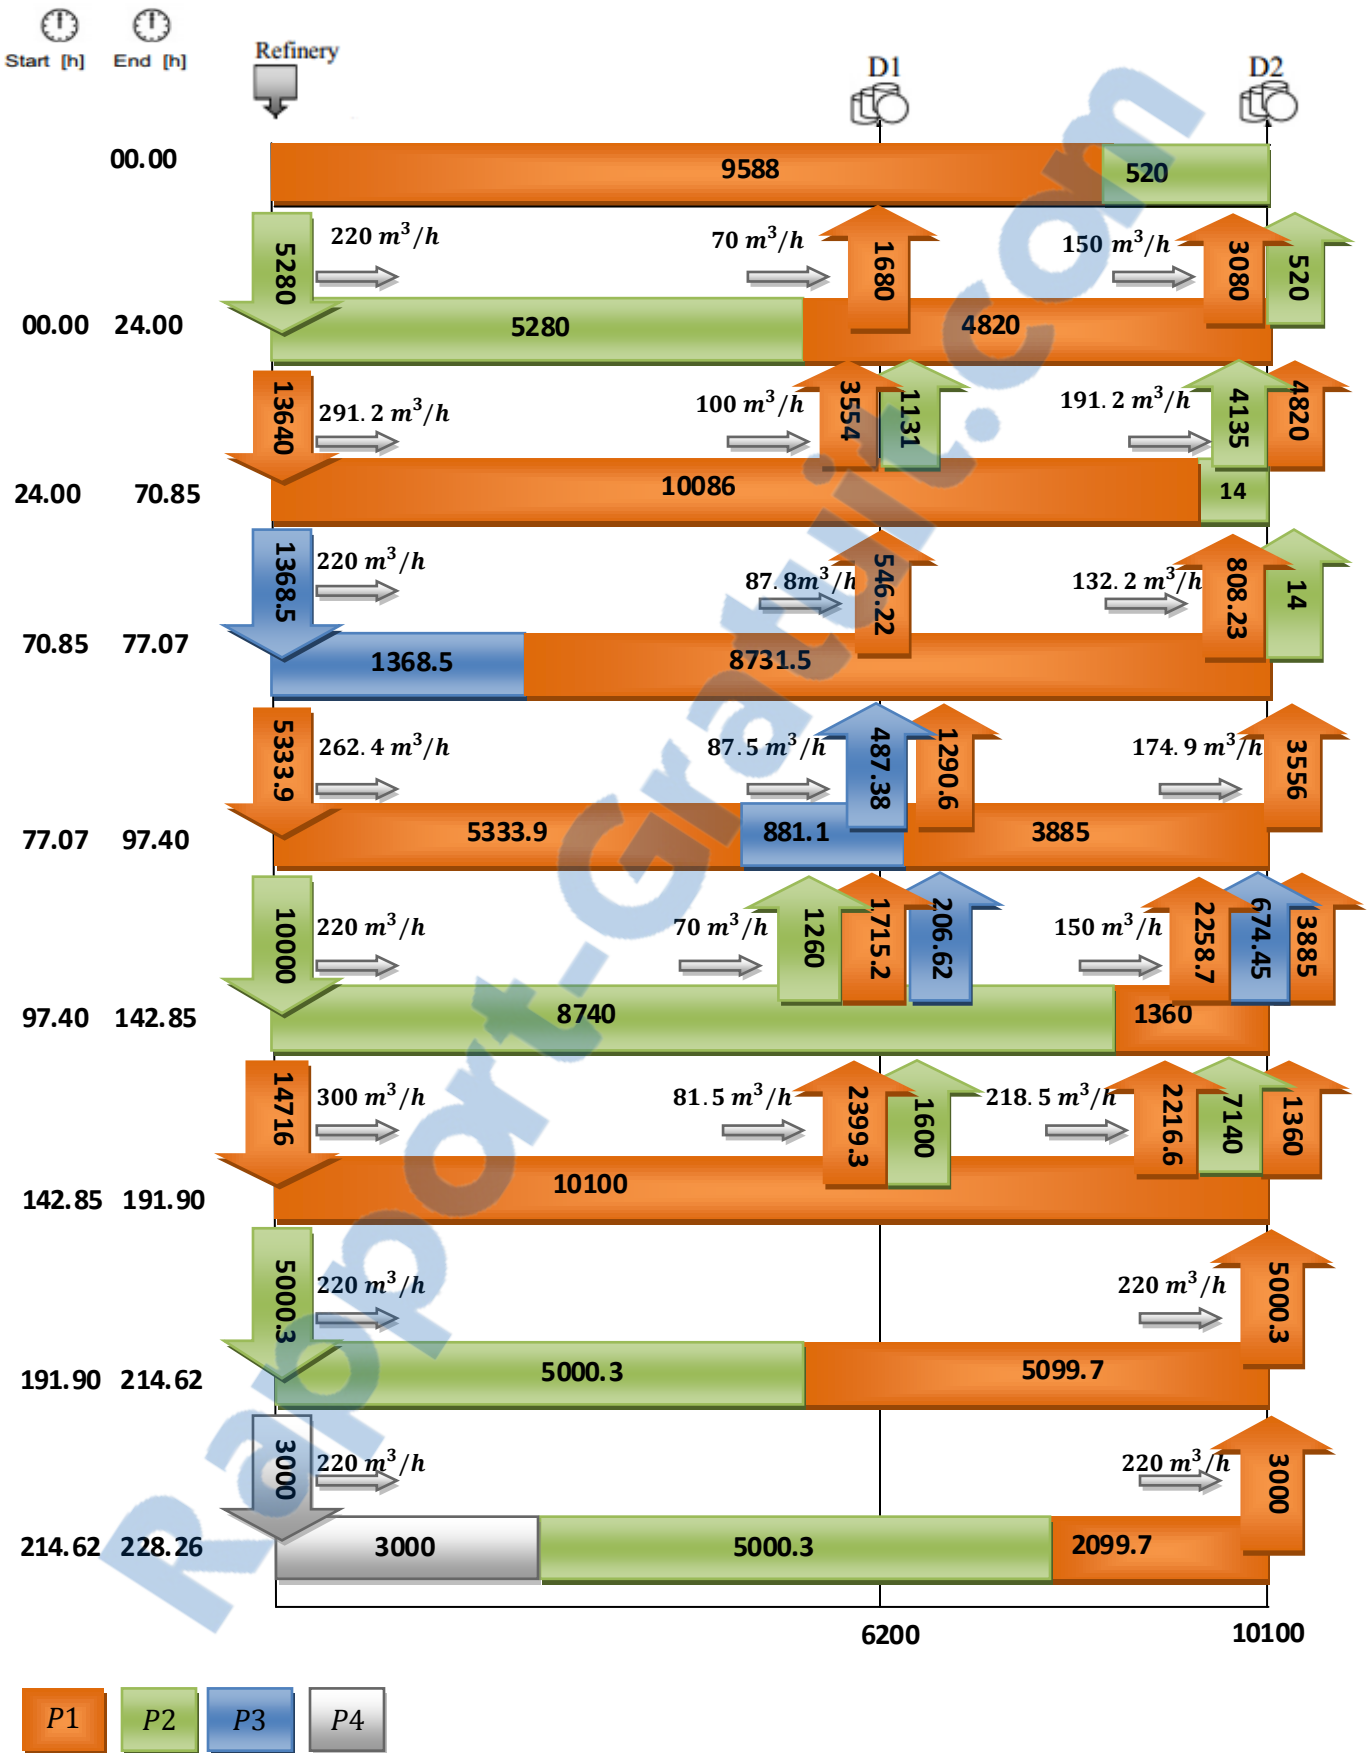 Start [h] End [h]
Refinery
D1
D2
00.00
9588
520
5280
220 m³/h
70 m³/h
1680
150 m³/h
3080
520
00.00 24.00
5280
4820
13640
291.2 m³/h
100 m³/h
3554
1131
191.2 m³/h
4135
4820
24.00 70.85
10086
14
1368.5
220 m³/h
87.8m³/h
546.22
132.2 m³/h
808.23
14
70.85 77.07
1368.5
8731.5
5333.9
262.4 m³/h
87.5 m³/h
487.38
1290.6
174.9 m³/h
3556
77.07 97.40
5333.9
881.1
3885
10000
220 m³/h
70 m³/h
1260
1715.2
206.62
150 m³/h
2258.7
674.45
3885
97.40 142.85
8740
1360
14716
300 m³/h
81.5 m³/h
2399.3
1600
218.5 m³/h
2216.6
7140
1360
142.85 191.90
10100
5000.3
220 m³/h
220 m³/h
5000.3
191.90 214.62
5000.3
5099.7
3000
220 m³/h
220 m³/h
3000
214.62 228.26
3000
5000.3
2099.7
6200
10100
P1 P2 P3 P4
Rapport-Gratuit.com